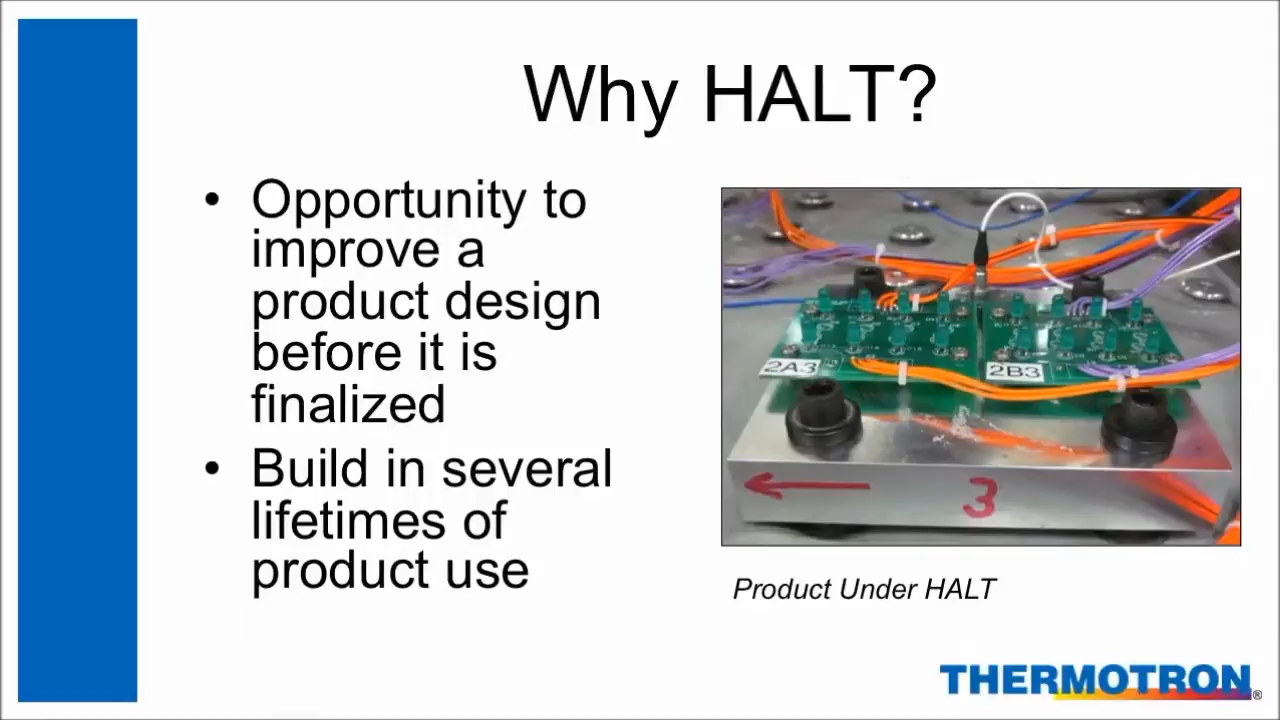 Why HALT?
• Opportunity to
improve a
product design
before it is
finalized
• Build in several
lifetimes of
product use
2A3
2B3
3
Product Under HALT
THERMOTRON®